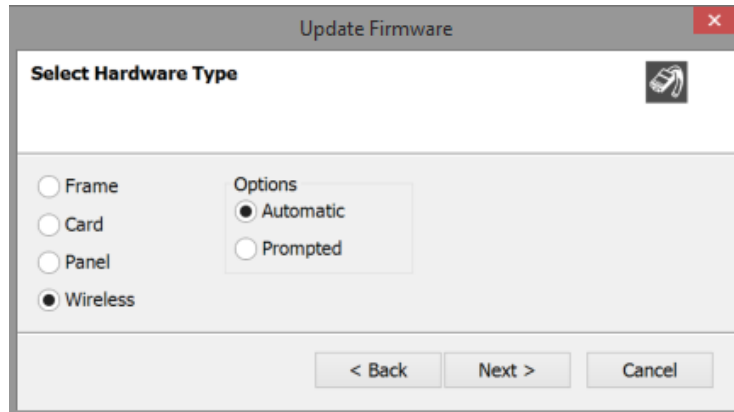 Update Firmware
Select Hardware Type
Frame
Card
Panel
Wireless
Options
Automatic
Prompted
< Back
Next >
Cancel